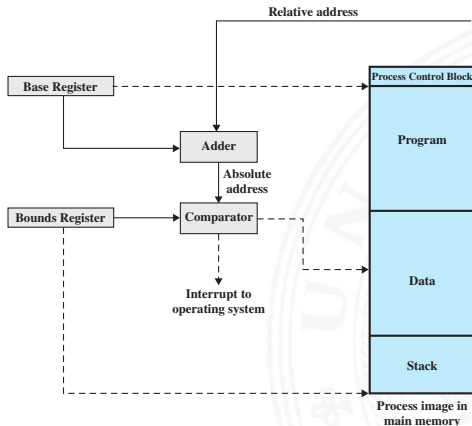 Relative address
Process Control Block
Base Register
Program
Adder
Absolute
address
Bounds Register
Comparator
Data
Interrupt to
operating system
Stack
Process image in
main memory